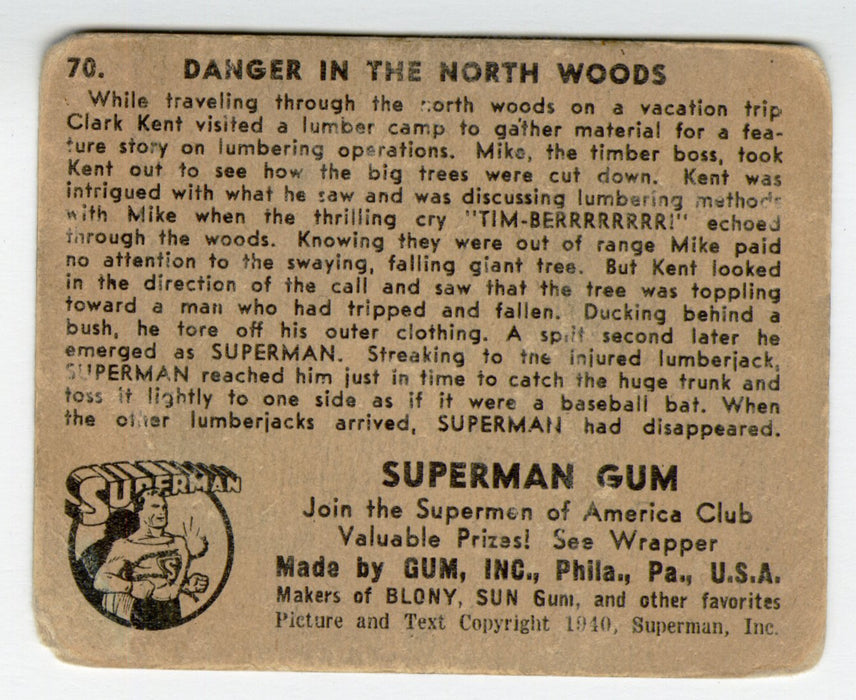 70. DANGER IN THE NORTH WOODS
While traveling through the north woods on a vacation trip
Clark Kent visited a lumber camp to gather material for a fea-
ture story on lumbering operations. Mike, the timber boss, took
Kent out to see how the big trees were cut down. Kent was
intrigued with what he saw and was discussing lumbering methods
with Mike when the thrilling cry "TIM-BERRRRRRRR!" echoed
through the woods. Knowing they were out of range Mike paid
no attention to the swaying, falling giant tree. But Kent looked
in the direction of the call and saw that the tree was toppling
toward a man who had tripped and fallen. Ducking behind a
bush, he tore off his outer clothing. A split second later he
emerged as SUPERMAN. Streaking to the injured lumberjack,
SUPERMAN reached him just in time to catch the huge trunk and
toss it lightly to one side as if it were a baseball bat. When
the other lumberjacks arrived, SUPERMAN had disappeared.
SUPERMAN
SUPERMAN GUM
Join the Supermen of America Club
Valuable Prizes! See Wrapper
Made by GUM, INC., Phila., Pa., U.S.A.
Makers of BLONY, SUN Gum, and other favorites
Picture and Text Copyright 1940, Superman, Inc.